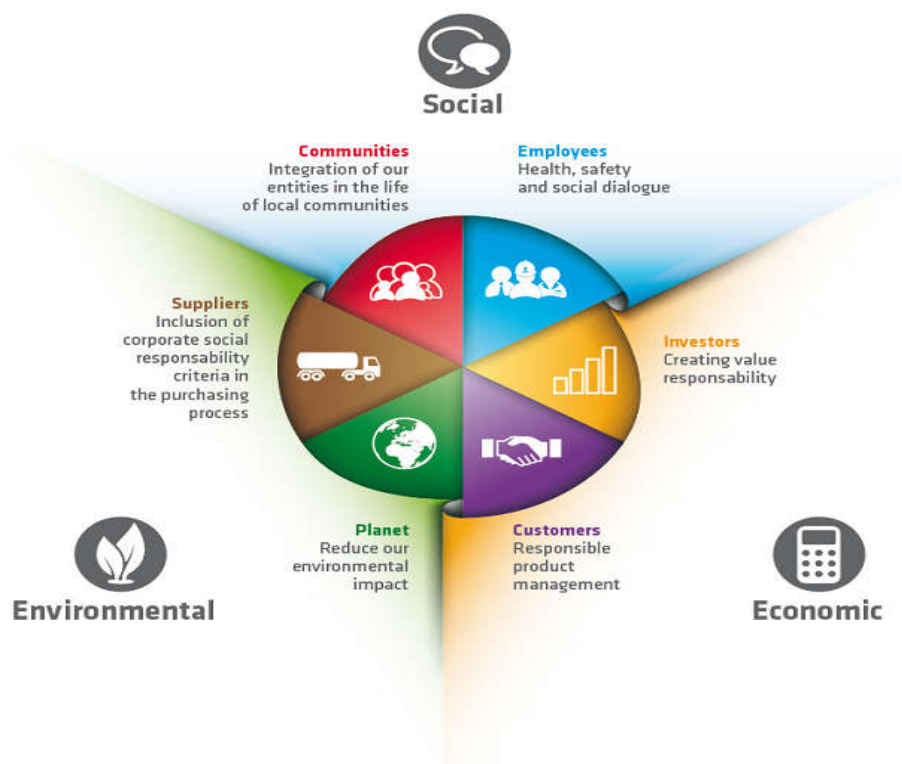 Social
Communities
Integration of our
entities in the life
of local communities
Employees
Health, safety
and social dialogue
Suppliers
Inclusion of
corporate social
responsability
criteria in
the purchasing
process
Investors
Creating value
responsability
Planet
Reduce our
environmental
impact
Customers
Responsible
product
management
Environmental
Economic